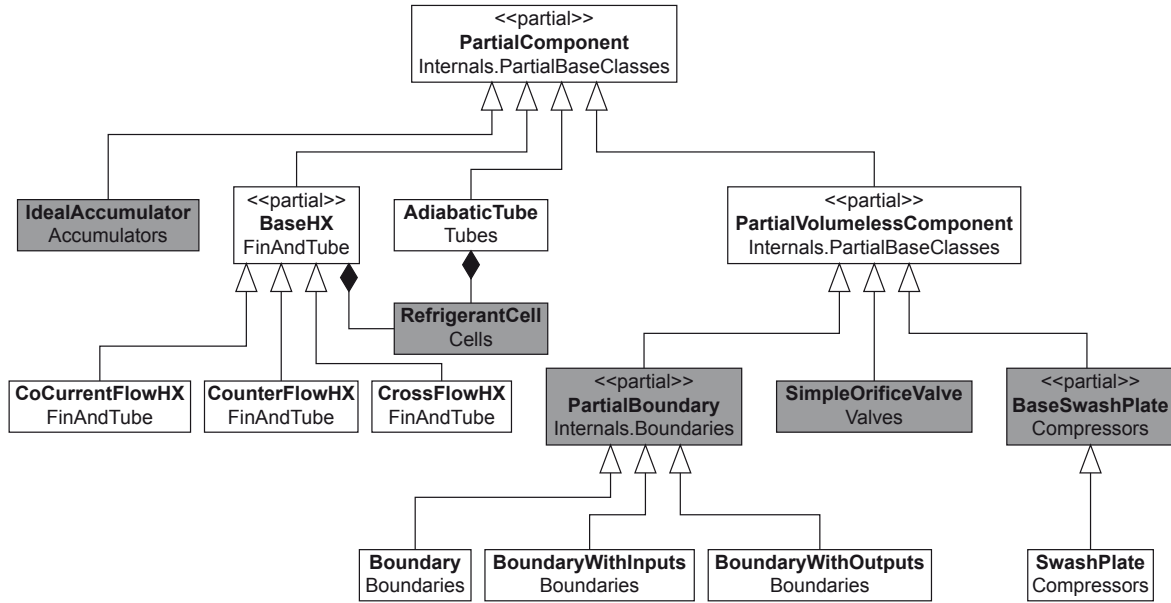 <<partial>>
PartialComponent
Internals.PartialBaseClasses
IdealAccumulator
Accumulators
<<partial>>
BaseHX
FinAndTube
AdiabaticTube
Tubes
<<partial>>
PartialVolumelessComponent
Internals.PartialBaseClasses
RefrigerantCell
Cells
CoCurrentFlowHX
FinAndTube
CounterFlowHX
FinAndTube
CrossFlowHX
FinAndTube
<<partial>>
PartialBoundary
Internals.Boundaries
SimpleOrificeValve
Valves
<<partial>>
BaseSwashPlate
Compressors
Boundary
Boundaries
BoundaryWithInputs
Boundaries
BoundaryWithOutputs
Boundaries
SwashPlate
Compressors